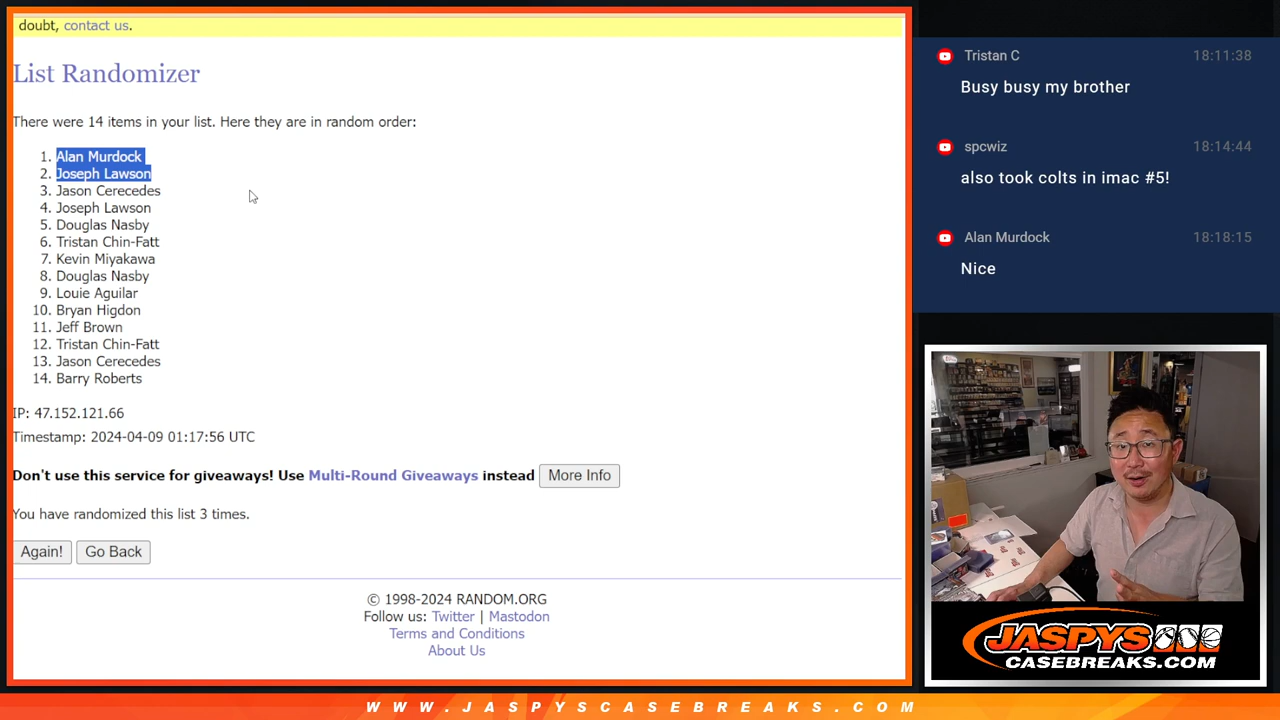 doubt, contact us.
List Randomizer
There were 14 items in your list. Here they are in random order:
1. Alan Murdock
2. Joseph Lawson
3. Jason Cerecedes
4. Joseph Lawson
5. Douglas Nasby
6. Tristan Chin-Fatt
7. Kevin Miyakawa
8. Douglas Nasby
9. Louie Aguilar
10. Bryan Higdon
11. Jeff Brown
12. Tristan Chin-Fatt
13. Jason Cerecedes
14. Barry Roberts
IP: 47.152.121.66
Timestamp: 2024-04-09 01:17:56 UTC
Don't use this service for giveaways! Use Multi-Round Giveaways instead More Info
You have randomized this list 3 times.
Again! Go Back
© 1998-2024 RANDOM.ORG
Follow us: Twitter | Mastodon
Terms and Conditions
About Us
Tristan C 18:11:38
Busy busy my brother
spcwiz 18:14:44
also took colts in imac #5!
Alan Murdock 18:18:15
Nice
JASPYS
CASEBREAKS.COM
WWW.JASPYSCASEBREAKS.COM